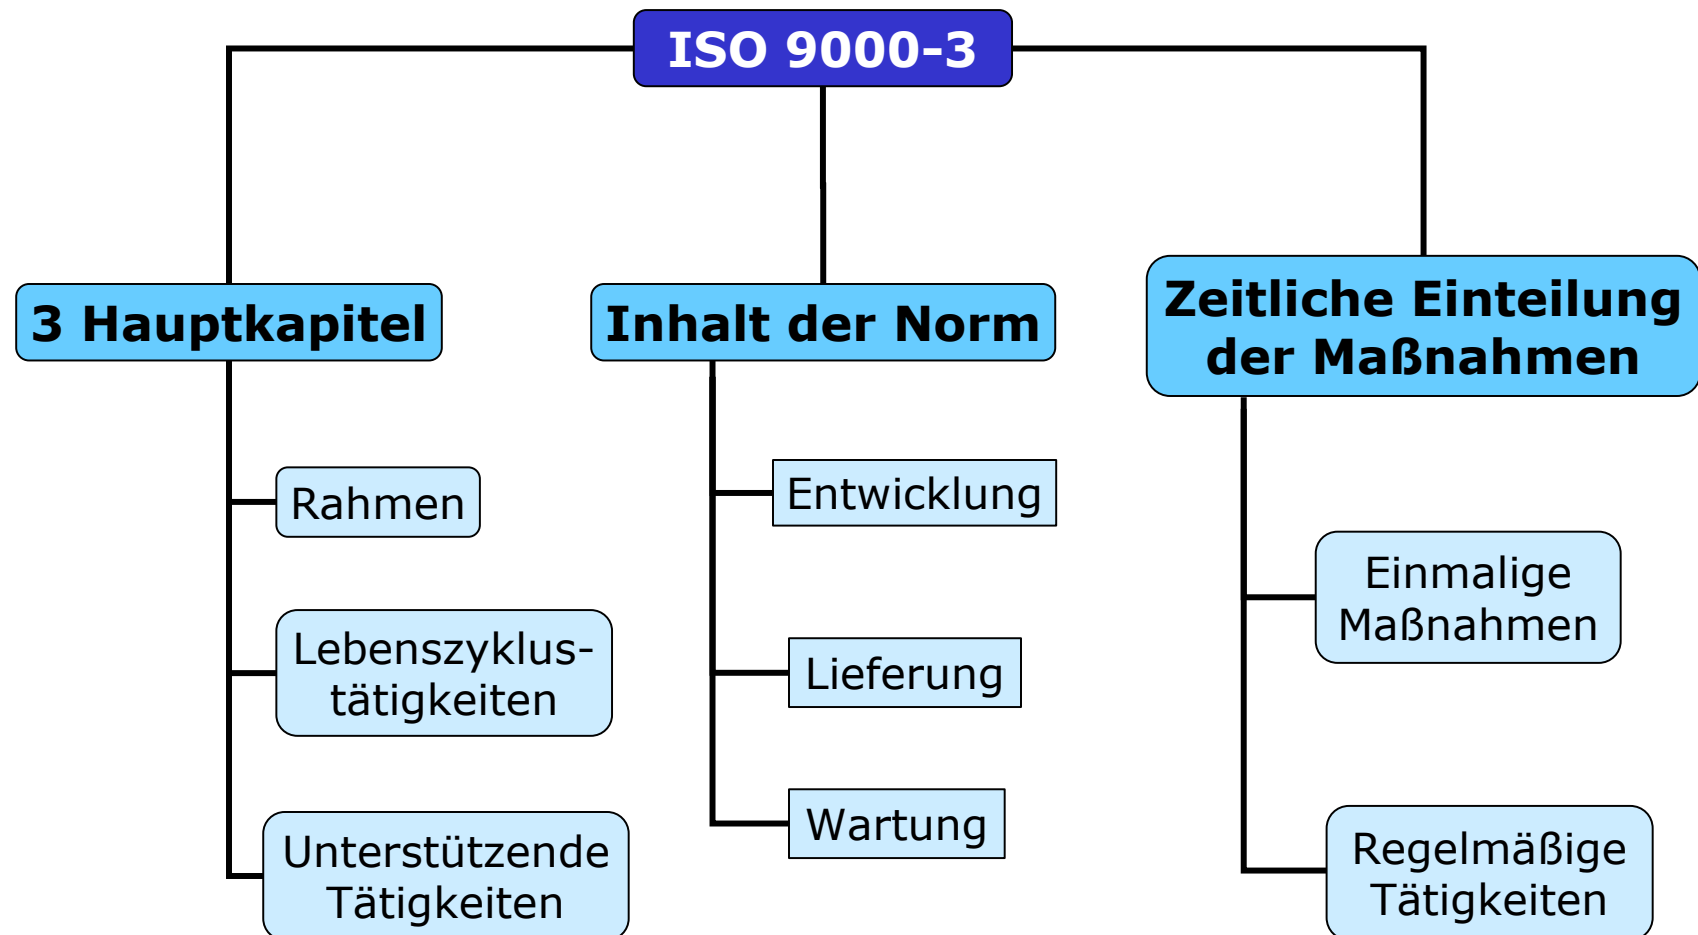 ISO 9000-3
3 Hauptkapitel
Rahmen
Lebenszyklus-
tätigkeiten
Unterstützende
Tätigkeiten
Inhalt der Norm
Entwicklung
Lieferung
Wartung
Zeitliche Einteilung
der Maßnahmen
Einmalige
Maßnahmen
Regelmäßige
Tätigkeiten